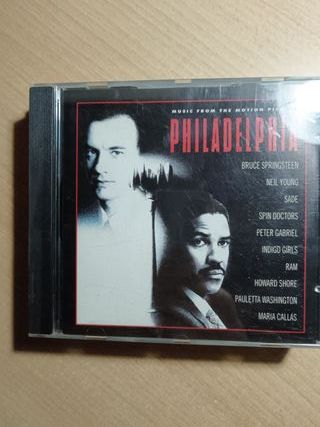 MUSIC FROM THE MOTION
PHILADELPHIA
BRUCE SPRINGSTEEN
NEIL YOUNG
SADE
SPIN DOCTORS
PETER GABRIEL
INDIGO GIRLS
RAM
HOWARD SHORE
PAULETTA WASHINGTON
MARIA CALLAS